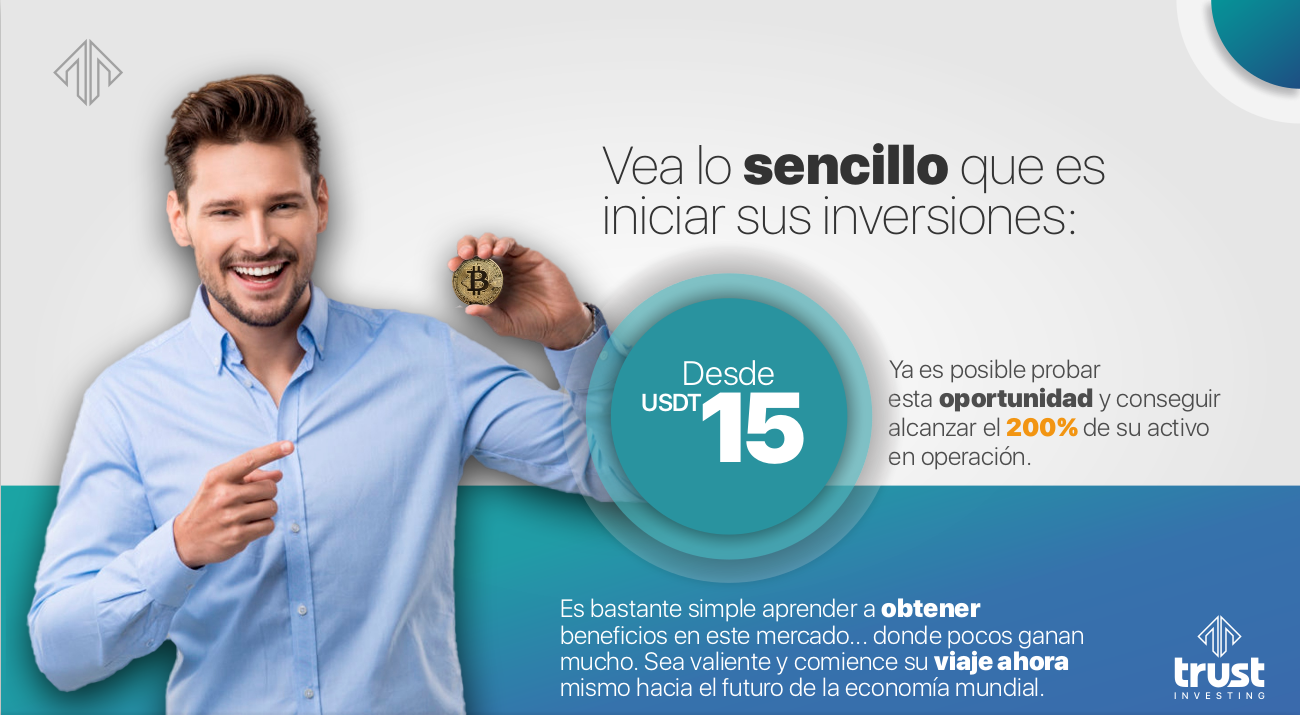 Vea lo sencillo que es
iniciar sus inversiones:
Desde
USDT15
Ya es posible probar
esta oportunidad y conseguir
alcanzar el 200% de su activo
en operación.
Es bastante simple aprender a obtener
beneficios en este mercado... donde pocos ganan
mucho. Sea valiente y comience su viaje ahora
mismo hacia el futuro de la economía mundial.
trust
INVESTING